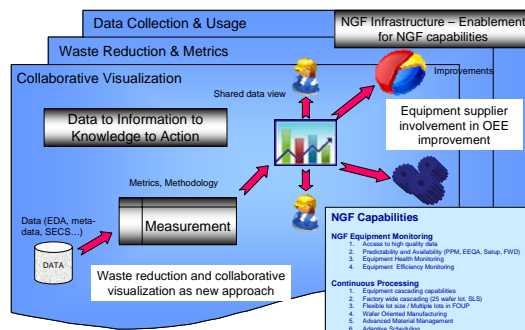 Data Collection & Usage
NGF Infrastructure – Enablement
for NGF capabilities
Waste Reduction & Metrics
Collaborative Visualization
Improvements
Shared data view
Data to Information to
Knowledge to Action
Equipment supplier
involvement in OEE
improvement
Metrics, Methodology
Measurement
Data (EDA, meta-
data, SECS…)
DATA
Waste reduction and collaborative
visualization as new approach
NGF Capabilities
NGF Equipment Monitoring
1. Access to high quality data
2. Predictability and Availability (PPM, EEQA, Setup, FWD)
3. Equipment Health Monitoring
4. Equipment Efficiency Monitoring
Continuous Processing
1. Equipment cascading capabilities
2. Factory wide cascading (25 wafer lot, SLS)
3. Flexible lot size / Multiple lots in FOUP
4. Wafer Oriented Manufacturing
5. Advanced Material Management
6. Adaptive Scheduling